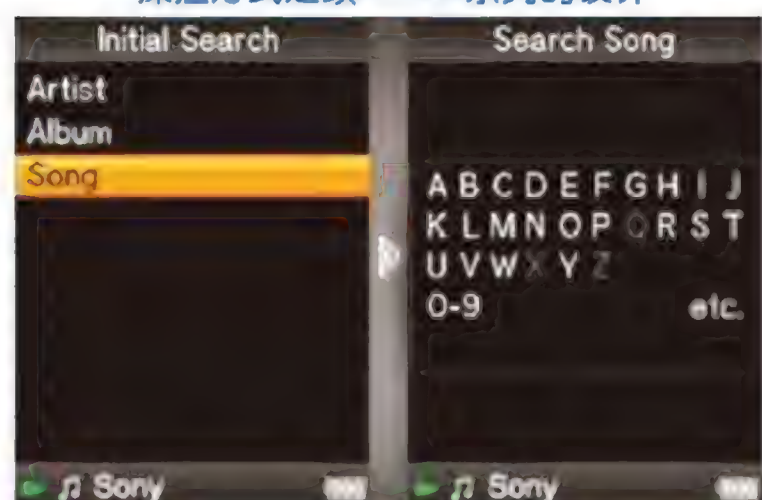 Initial Search
Artist
Album
Song
♫ Sony
Search Song
A B C D E F G H I J
K L M N O P Q R S T
U V W X Y Z
0-9 etc.
♫ Sony